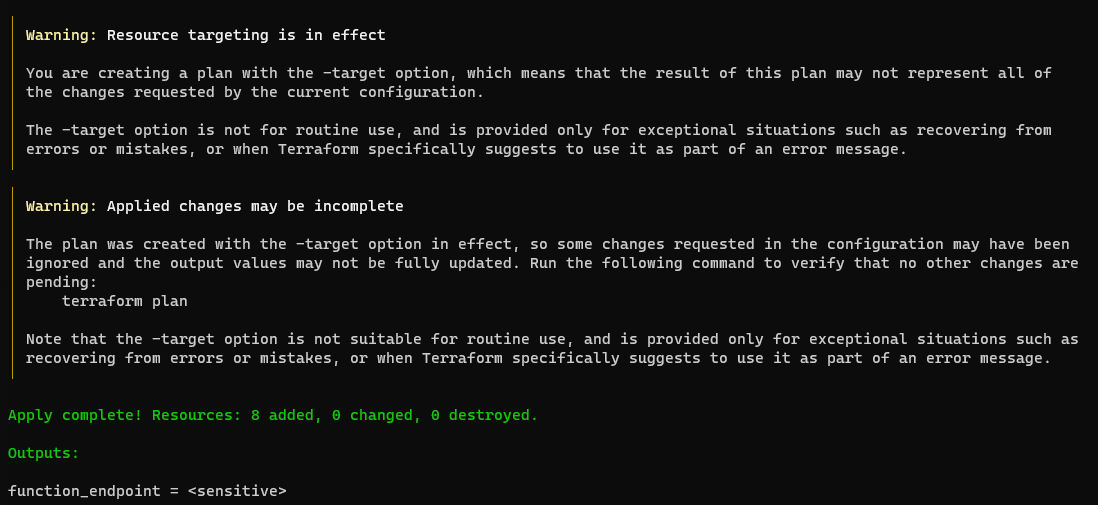 Warning: Resource targeting is in effect
You are creating a plan with the -target option, which means that the result of this plan may not represent all of
the changes requested by the current configuration.
The -target option is not for routine use, and is provided only for exceptional situations such as recovering from
errors or mistakes, or when Terraform specifically suggests to use it as part of an error message.
Warning: Applied changes may be incomplete
The plan was created with the -target option in effect, so some changes requested in the configuration may have been
ignored and the output values may not be fully updated. Run the following command to verify that no other changes are
pending:
terraform plan
Note that the -target option is not suitable for routine use, and is provided only for exceptional situations such as
recovering from errors or mistakes, or when Terraform specifically suggests to use it as part of an error message.
Apply complete! Resources: 8 added, 0 changed, 0 destroyed.
Outputs:
function_endpoint = <sensitive>